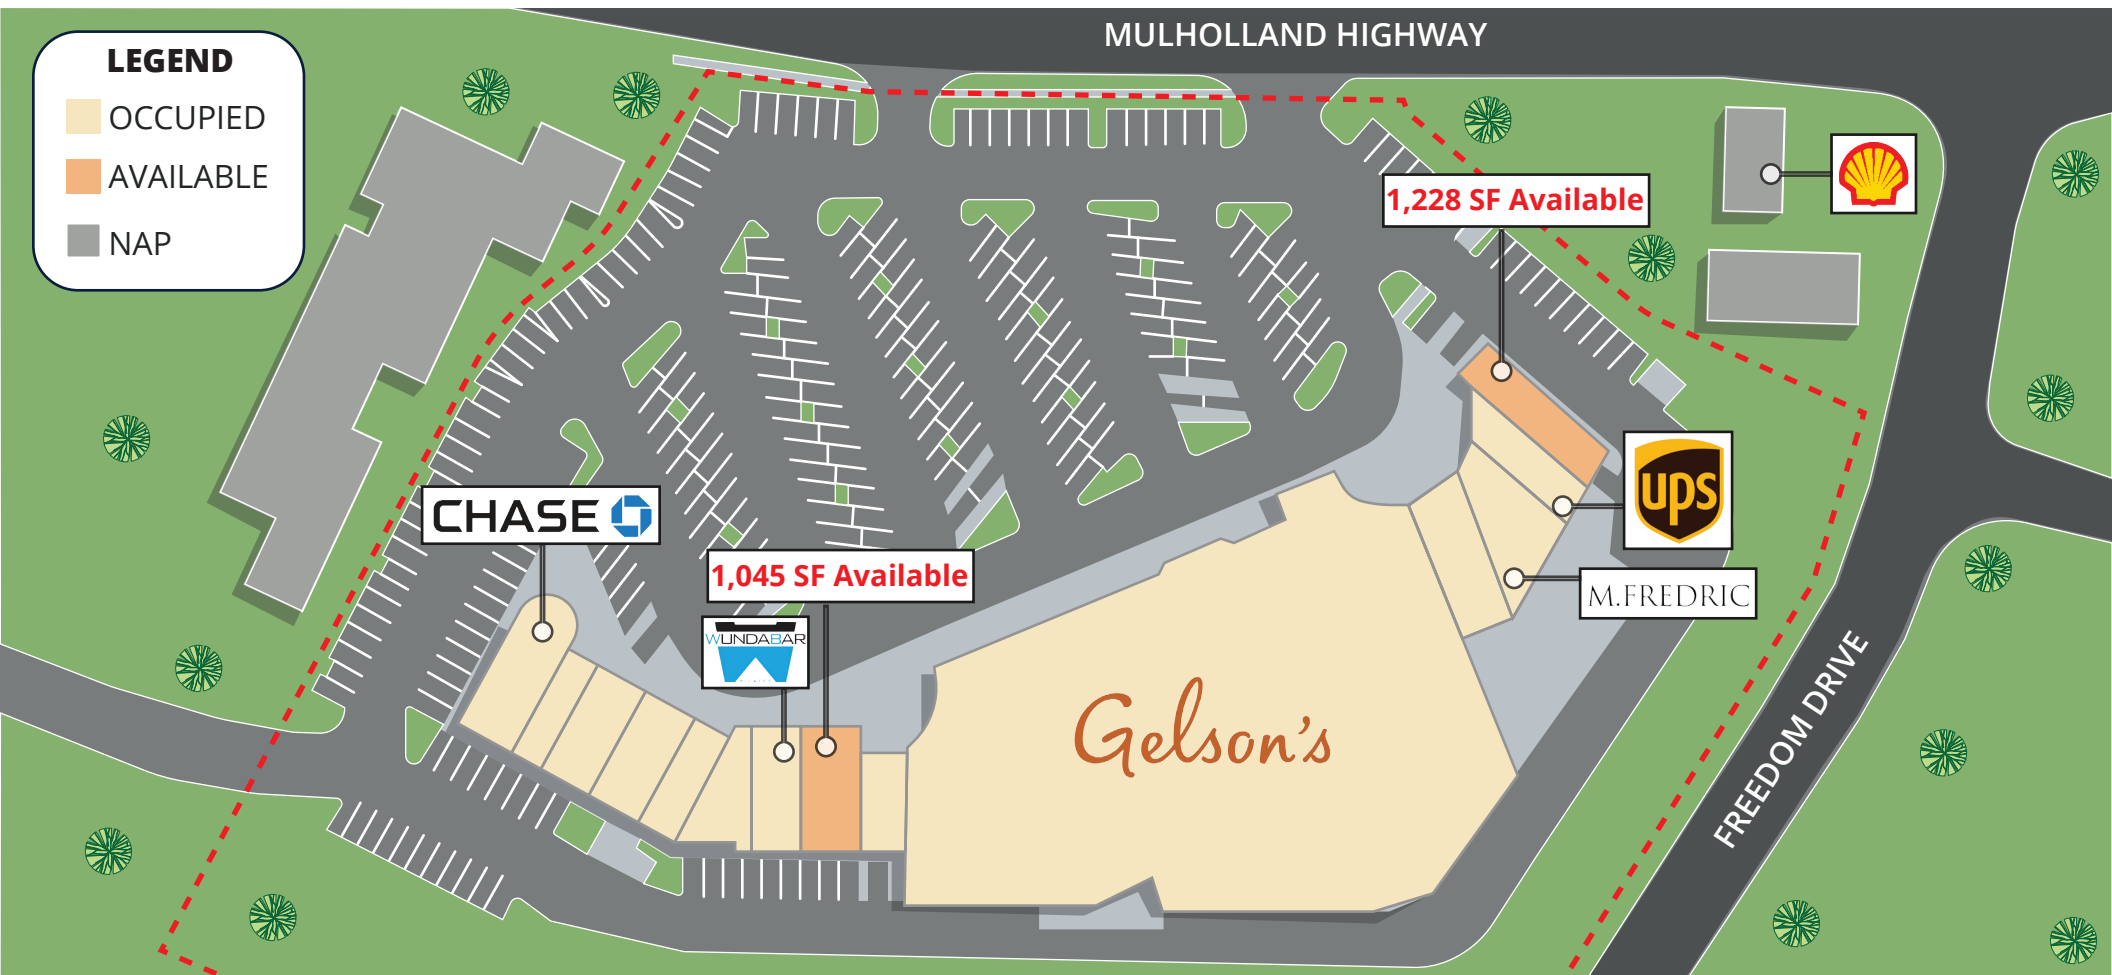 MULHOLLAND HIGHWAY
LEGEND
OCCUPIED
AVAILABLE
NAP
1,228 SF Available
CHASE
ups
1,045 SF Available
M.FREDRIC
WUNDABAR
Gelson's
FREEDOM DRIVE